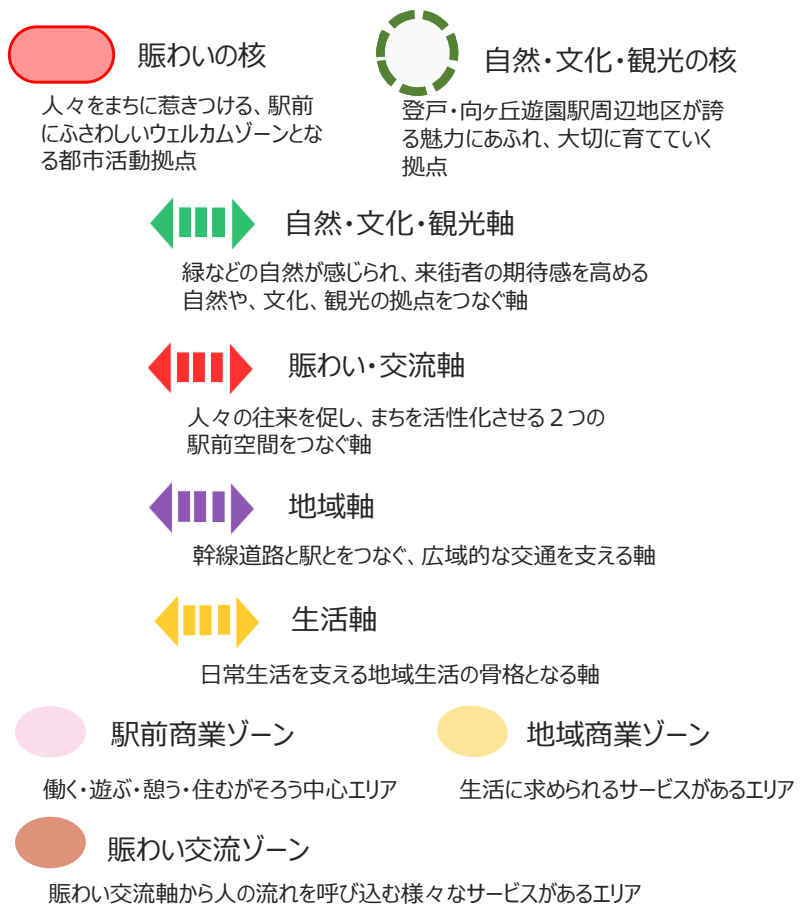 賑わいの核
人々をまちに惹きつける、駅前
にふさわしいウェルカムゾーンとな
る都市活動拠点
自然・文化・観光の核
登戸・向ヶ丘遊園駅周辺地区が誇
る魅力にあふれ、大切に育てていく
拠点
自然・文化・観光軸
緑などの自然が感じられ、来街者の期待感を高める
自然や、文化、観光の拠点をつなぐ軸
賑わい・交流軸
人々の往来を促し、まちを活性化させる２つの
駅前空間をつなぐ軸
地域軸
幹線道路と駅とをつなぐ、広域的な交通を支える軸
生活軸
日常生活を支える地域生活の骨格となる軸
駅前商業ゾーン
働く・遊ぶ・憩う・住むがそろう中心エリア
地域商業ゾーン
生活に求められるサービスがあるエリア
賑わい交流ゾーン
賑わい交流軸から人の流れを呼び込む様々なサービスがあるエリア